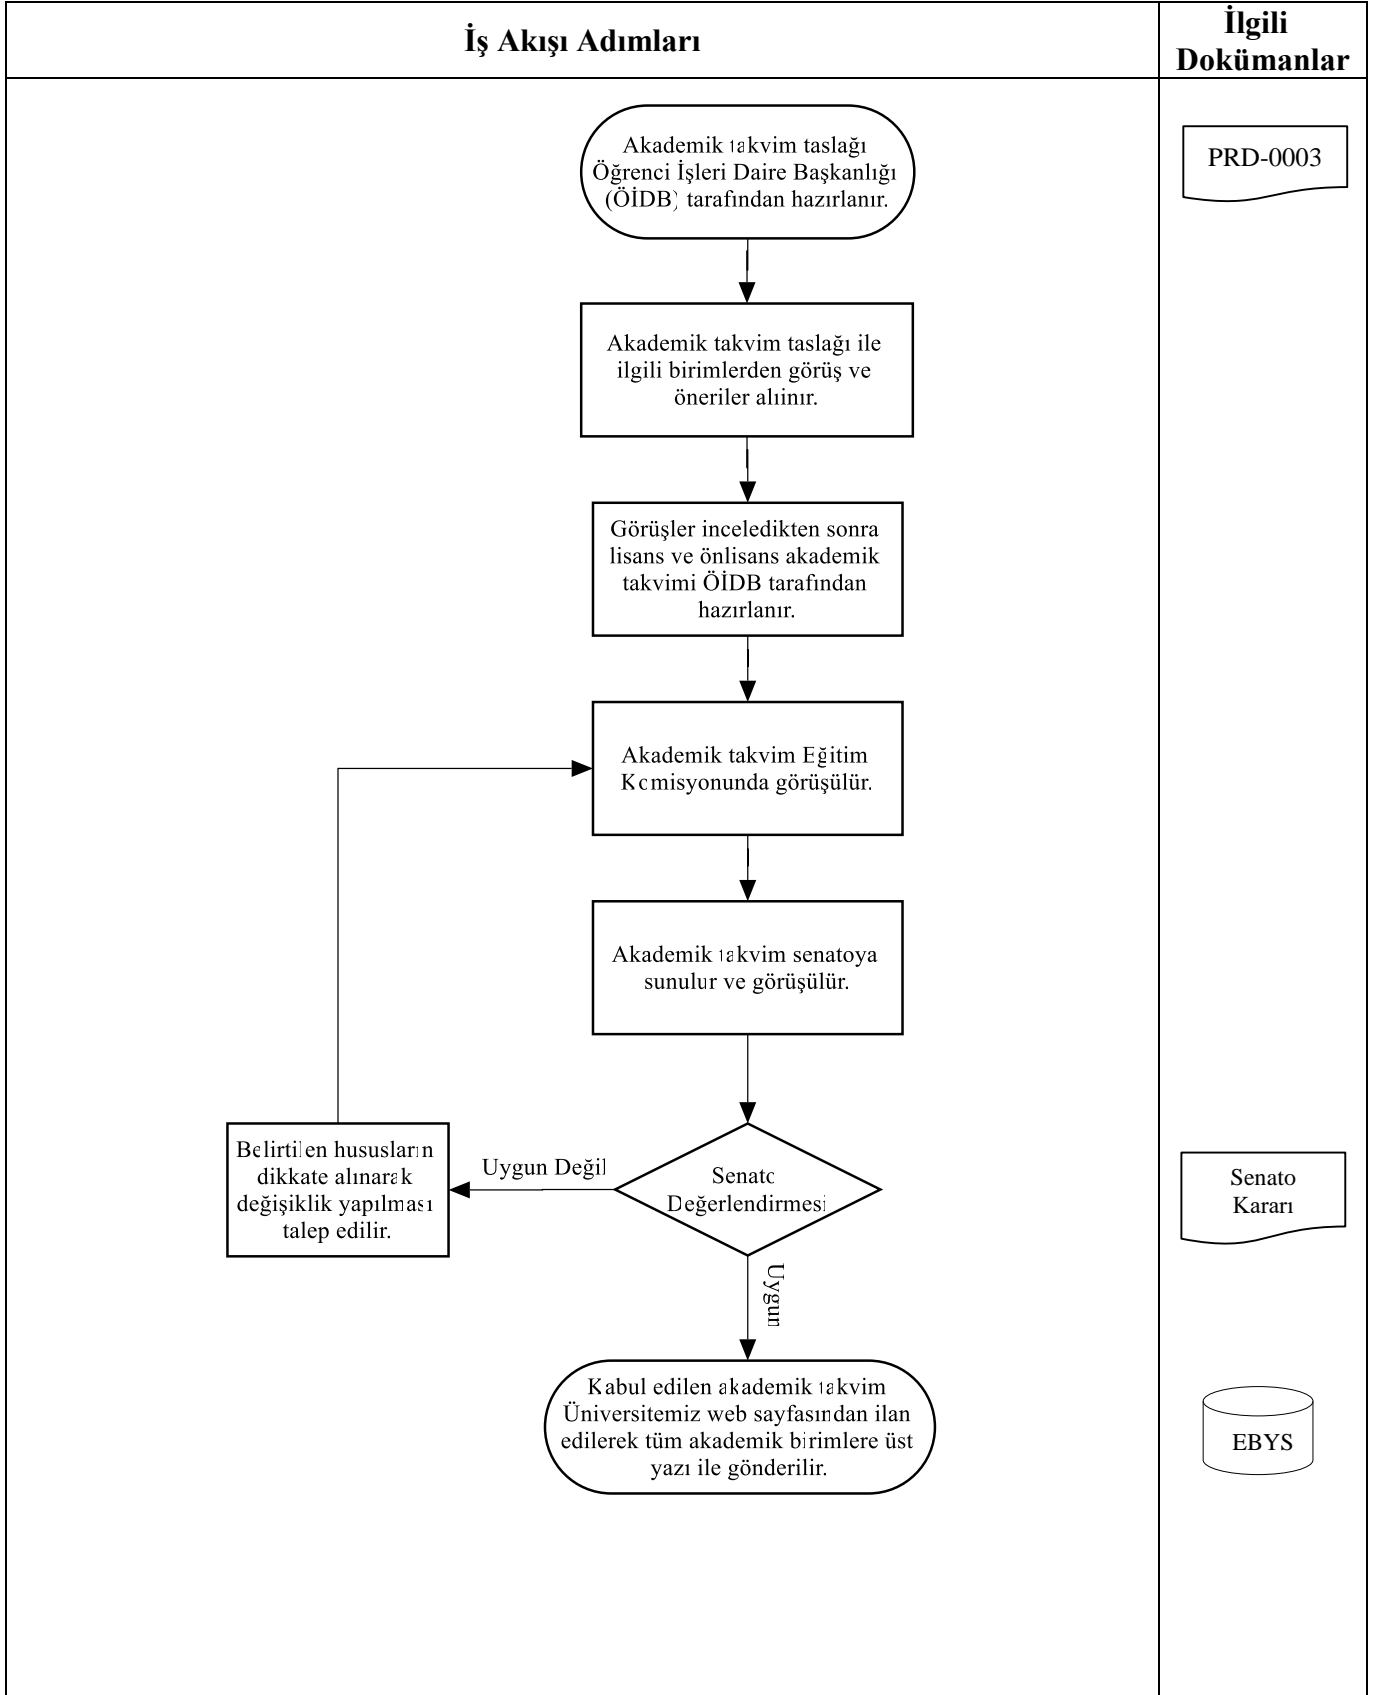 İş Akışı Adımları
İlgili
Dokümanlar
Akademik takvim taslağı
Öğrenci İşleri Daire Başkanlığı
(ÖİDB) tarafından hazırlanır.
PRD-0003
Akademik takvim taslağı ile
ilgili birimlerden görüş ve
öneriler alıinır.
Görüşler inceledikten sonra
lisans ve önlisans akademik
takvimi ÖİDB tarafından
hazırlanır.
Akademik takvim Eğitim
Komisyonunda görüşülür.
Akademik takvim senatoya
sunulur ve görüşülür.
Belirtilen hususların
dikkate alınarak
değişiklik yapılması
talep edilir.
Uygun Değil
Senato
Değerlendirmesi
Senato
Kararı
Uygun
Kabul edilen akademik takvim
Üniversitemiz web sayfasından ilan
edilerek tüm akademik birimlere üst
yazı ile gönderilir.
EBYS